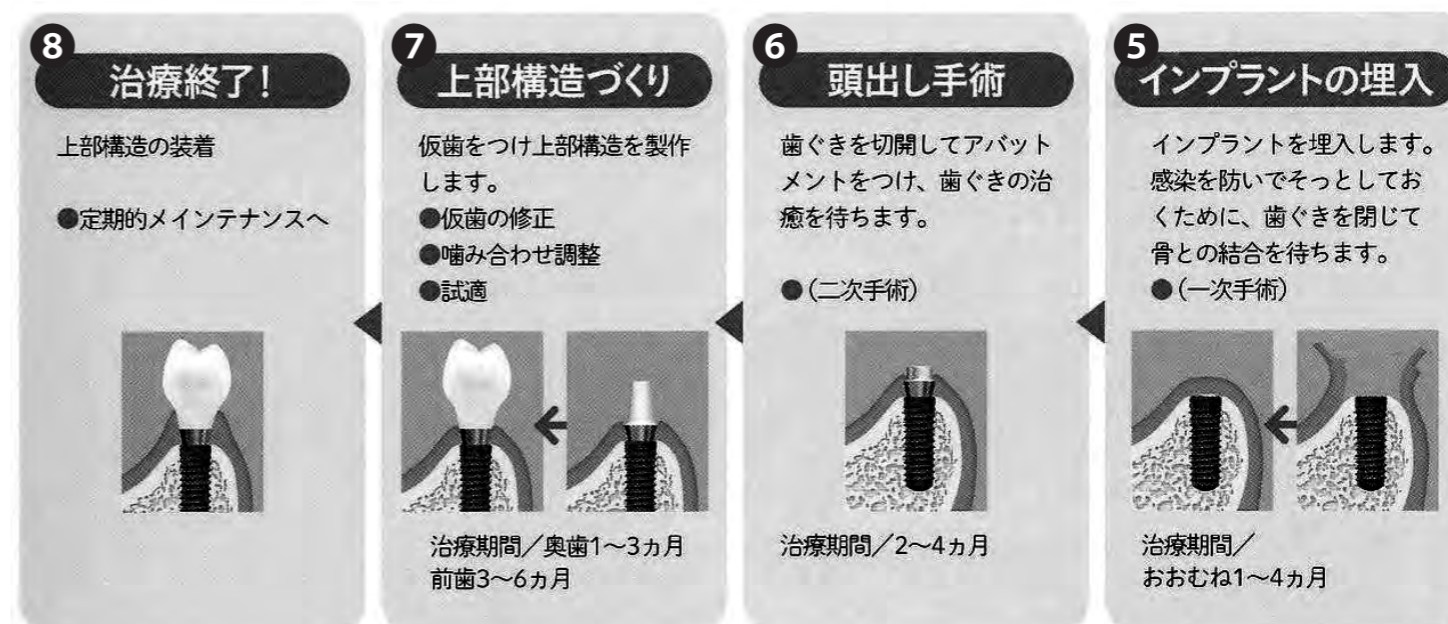 ❺
インプラントの埋入
インプラントを埋入します。
感染を防いでそっとしてお
くために、歯ぐきを閉じて
骨との結合を待ちます。
●(一次手術)
治療期間／
おおむね1〜4ヵ月
❻
頭出し手術
歯ぐきを切開してアバット
メントをつけ、歯ぐきの治
癒を待ちます。
●(二次手術)
治療期間／2〜4ヵ月
❼
上部構造づくり
仮歯をつけ上部構造を製作
します。
●仮歯の修正
●噛み合わせ調整
●試適
治療期間／奥歯1〜3ヵ月
前歯3〜6ヵ月
❽
治療終了！
上部構造の装着
●定期的メインテナンスへ